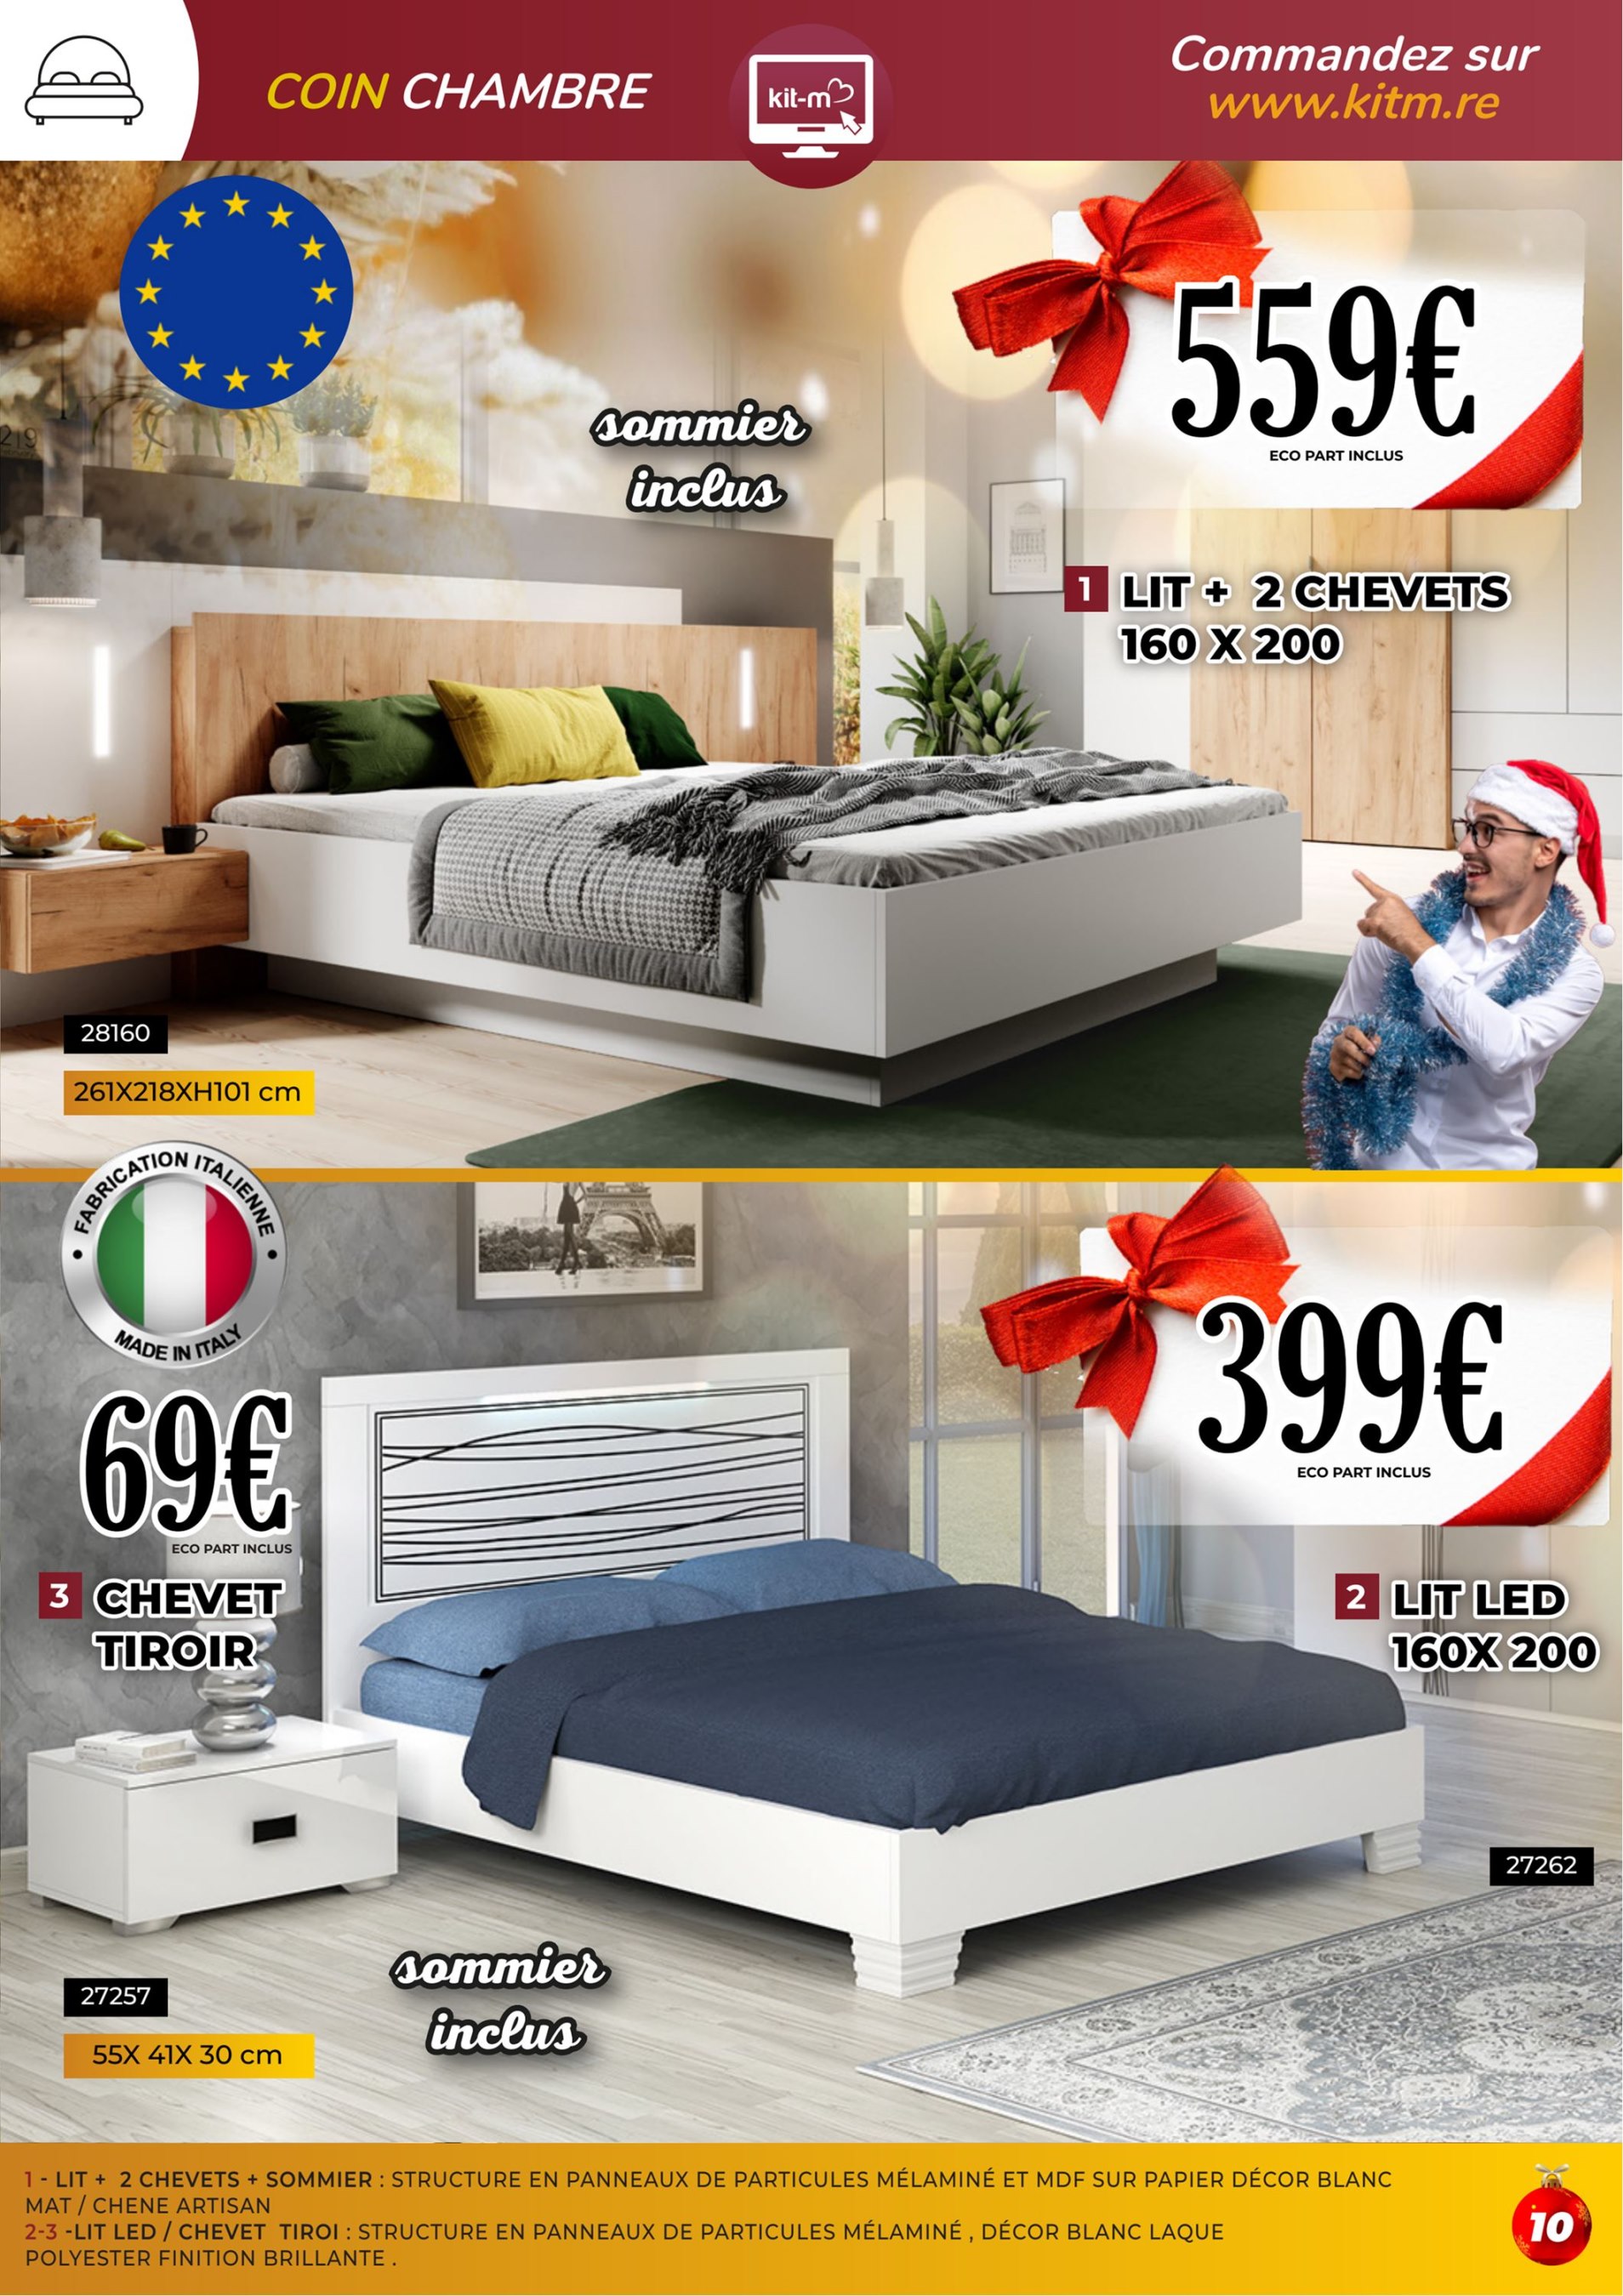 COIN CHAMBRE
kit-m
Commandez sur
www.kitm.re
559€
ECO PART INCLUS
219
sommier
inclus
1 LIT + 2 CHEVETS
160 X 200
28160
261X218XH101 cm
FABRICATION ITALIENNE
MADE IN ITALY
69€
ECO PART INCLUS
3 CHEVET
TIROIR
399€
ECO PART INCLUS
2 LIT LED
160X 200
27262
27257
55X 41X 30 cm
sommier
inclus
1 - LIT + 2 CHEVETS + SOMMIER : STRUCTURE EN PANNEAUX DE PARTICULES MÉLAMINÉ ET MDF SUR PAPIER DÉCOR BLANC
MAT / CHENE ARTISAN
2-3 -LIT LED / CHEVET TIROI : STRUCTURE EN PANNEAUX DE PARTICULES MÉLAMINÉ , DÉCOR BLANC LAQUE
POLYESTER FINITION BRILLANTE .
10